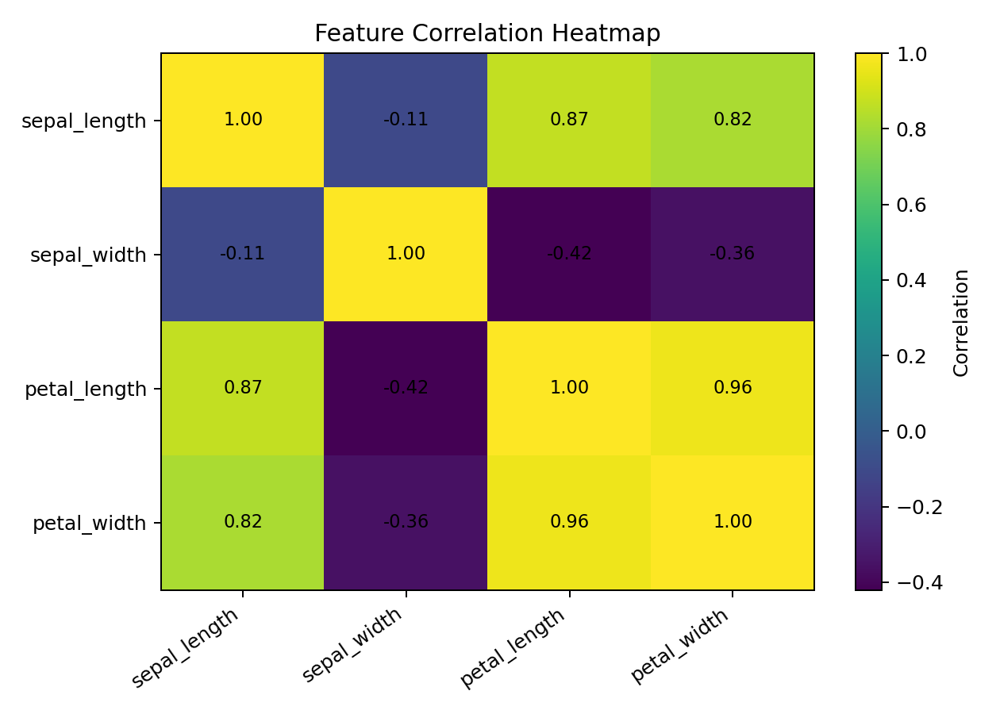 Feature Correlation Heatmap
sepal_length 1.00 -0.11 0.87 0.82
sepal_width -0.11 1.00 -0.42 -0.36
petal_length 0.87 -0.42 1.00 0.96
petal_width 0.82 -0.36 0.96 1.00
sepal_length sepal_width petal_length petal_width
1.0
0.8
0.6
0.4
0.2
0.0
−0.2
−0.4
Correlation